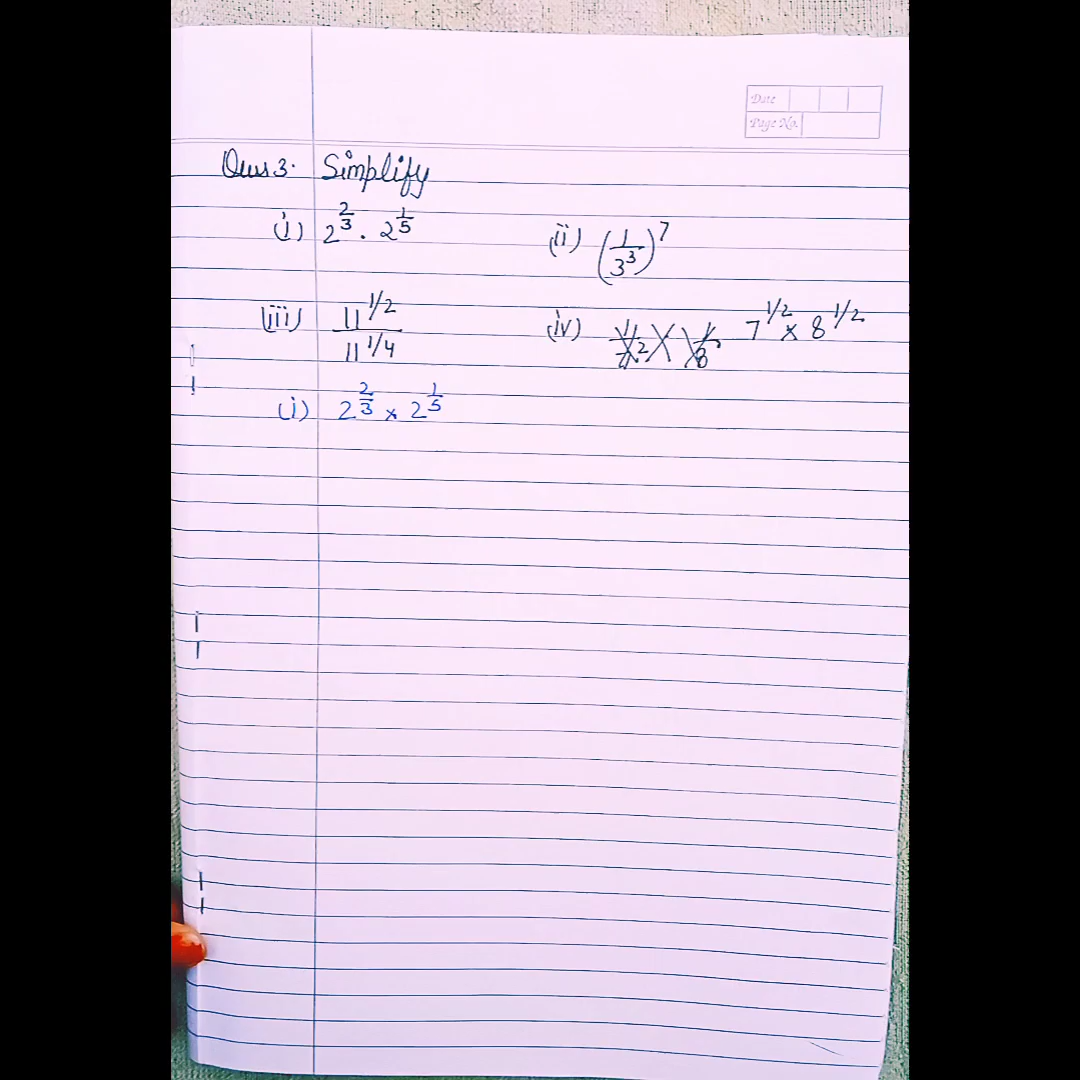 Date
Page No.
Ques 3. Simplify
(i) 2^{2/3} . 2^{1/5} (ii) (1/3^3)^7
(iii) 11^{1/2} / 11^{1/4} (iv) 7^{1/2} × 8^{1/2}
(i) 2^{2/3} × 2^{1/5}